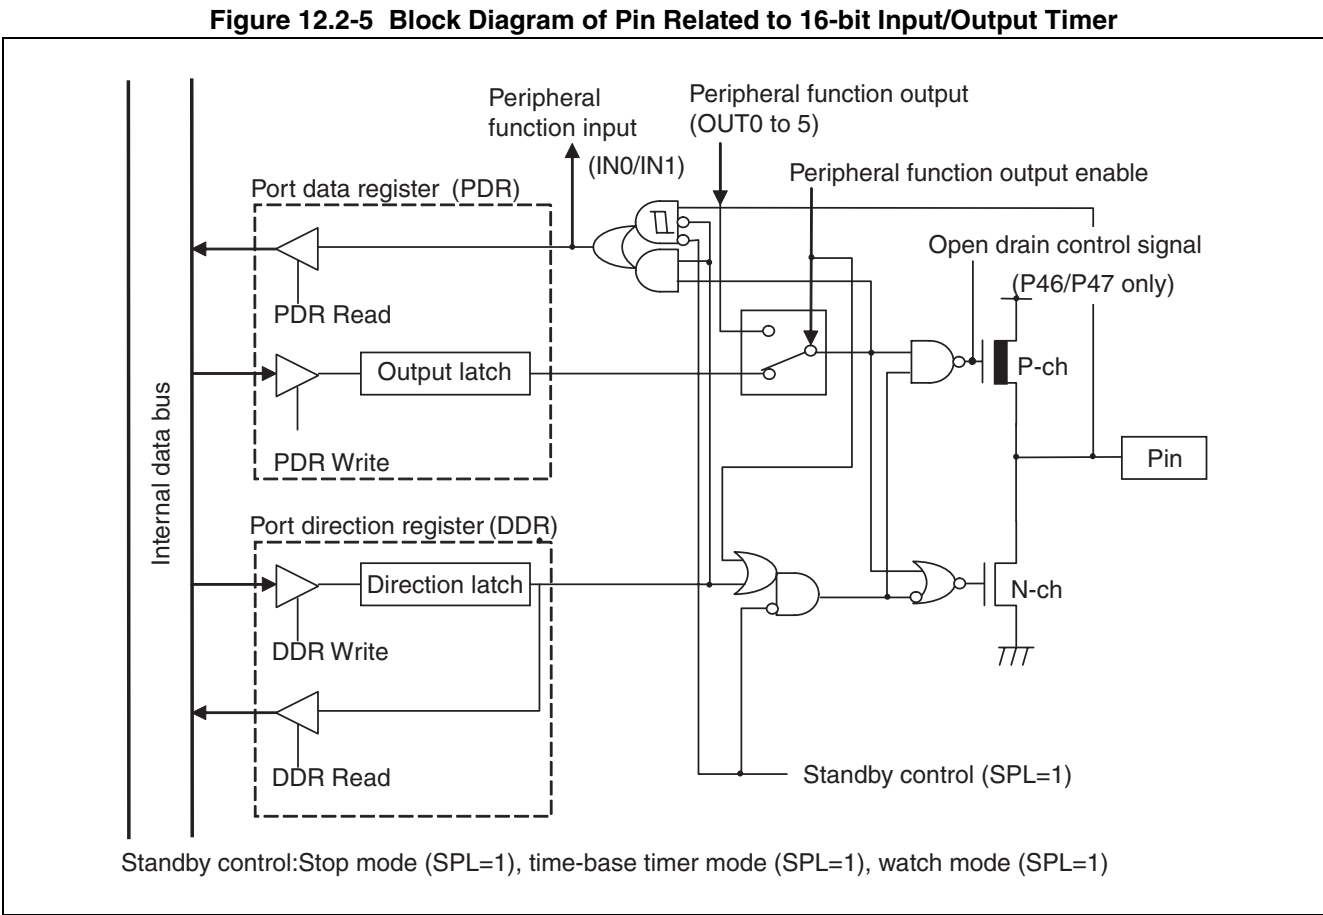 Figure 12.2-5 Block Diagram of Pin Related to 16-bit Input/Output Timer
Peripheral
function input
(IN0/IN1)
Peripheral function output
(OUT0 to 5)
Peripheral function output enable
Port data register (PDR)
Open drain control signal
(P46/P47 only)
PDR Read
Output latch
P-ch
PDR Write
Pin
Internal data bus
Port direction register (DDR)
Direction latch
N-ch
DDR Write
DDR Read
Standby control (SPL=1)
Standby control:Stop mode (SPL=1), time-base timer mode (SPL=1), watch mode (SPL=1)